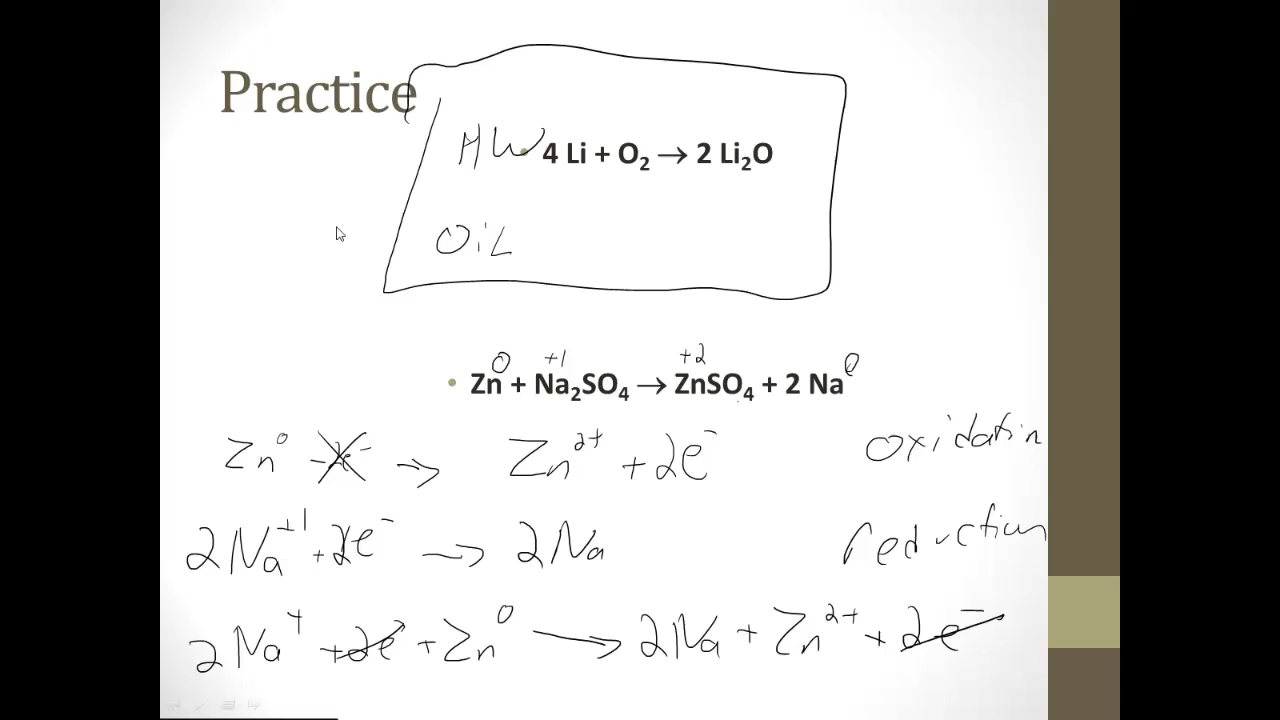 Practice
HW • 4 Li + O₂ → 2 Li₂O
OiL
0 +1 +2 0
• Zn + Na₂SO₄ → ZnSO₄ + 2 Na
Zn⁰ → Zn²⁺ + 2e⁻ oxidation
2Na⁺¹ + 2e⁻ → 2Na reduction
2Na⁺ + 2e⁻ + Zn⁰ → 2Na + Zn²⁺ + 2e⁻